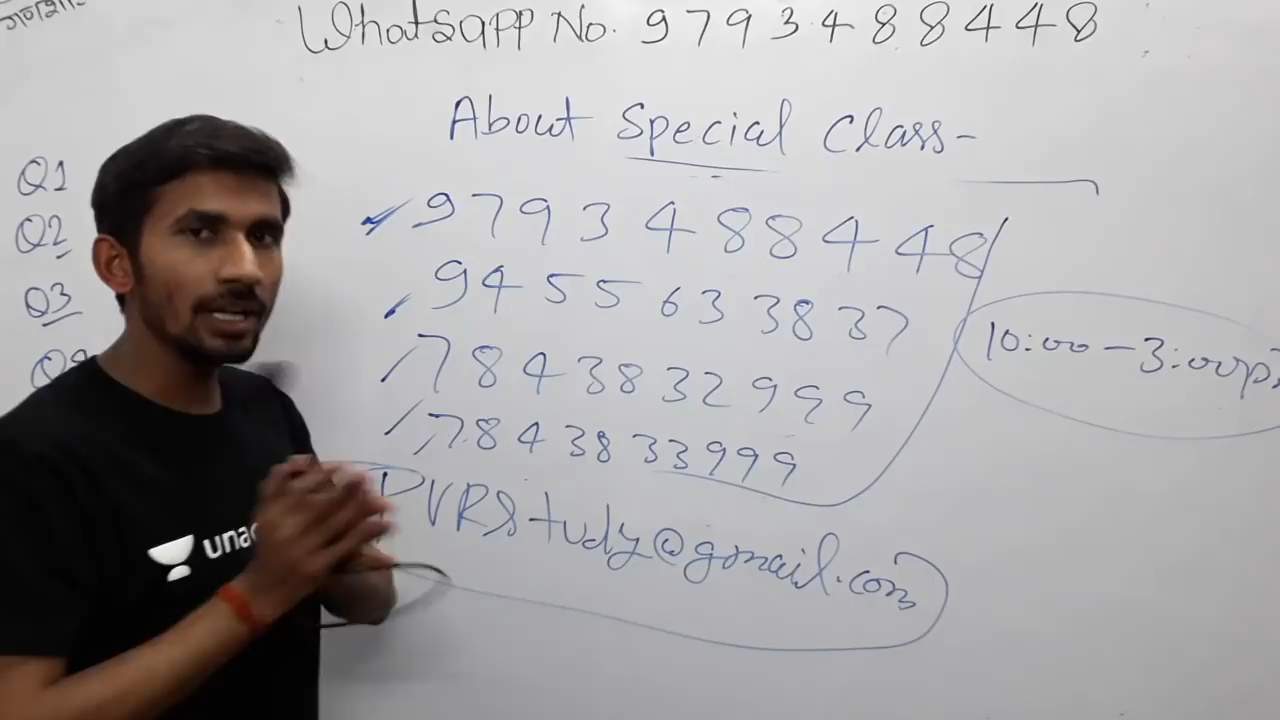 Whatsapp No. 9793488448
About Special Class-
Q1
9793488448
Q2
9455633837
Q3
10:00-3:00p
7843832999
7843833999
PVRStudy@gmail.com
una